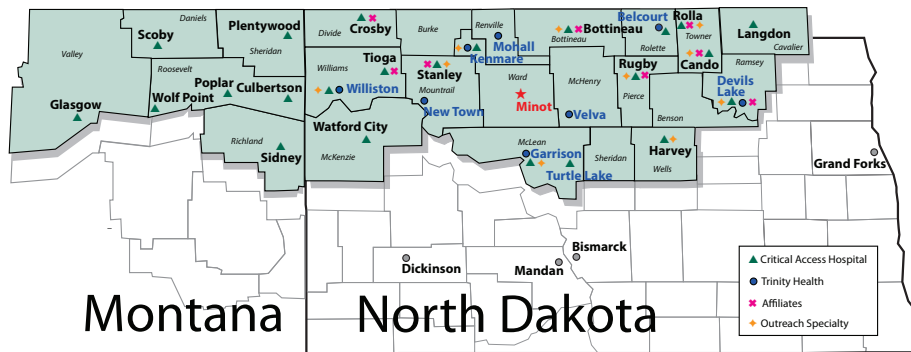 Daniels
Plentywood
Scoby
Sheridan
Valley
Roosevelt
Poplar
Culbertson
Wolf Point
Glasgow
Richland
Sidney
Crosby
Divide
Burke
Renville
Mohall
Kenmare
Bottineau
Bottineau
Belcourt
Rolla
Rolette
Towner
Cando
Langdon
Cavalier
Tioga
Williams
Stanley
Mountrail
Williston
New Town
Ward
Minot
McHenry
Velva
Rugby
Pierce
Benson
Ramsey
Devils
Lake
Watford City
McKenzie
McLean
Garrison
Turtle Lake
Sheridan
Harvey
Wells
Grand Forks
Dickinson
Mandan
Bismarck
Montana
North Dakota
Critical Access Hospital
Trinity Health
Affiliates
Outreach Specialty